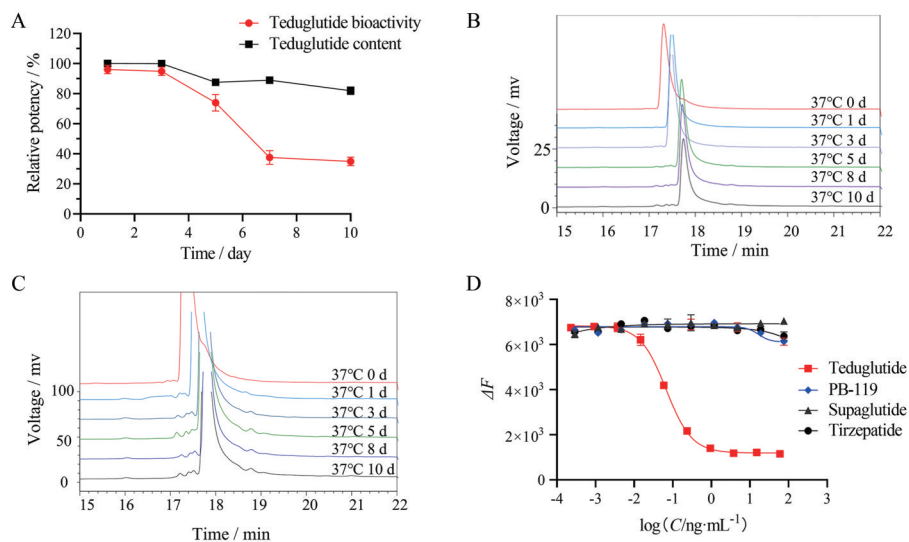 A
Teduglutide bioactivity
Teduglutide content
Relative potency / %
120
100
80
60
40
20
0
0 2 4 6 8 10
Time / day
B
Voltage / mv
25
0
37℃ 0 d
37℃ 1 d
37℃ 3 d
37℃ 5 d
37℃ 8 d
37℃ 10 d
15 16 17 18 19 20 21 22
Time / min
C
Voltage / mv
100
50
0
37℃ 0 d
37℃ 1 d
37℃ 3 d
37℃ 5 d
37℃ 8 d
37℃ 10 d
15 16 17 18 19 20 21 22
Time / min
D
ΔF
8×10³
6×10³
4×10³
2×10³
0
-4 -3 -2 -1 0 1 2 3
log(C/ng·mL⁻¹)
Teduglutide
PB-119
Supaglutide
Tirzepatide